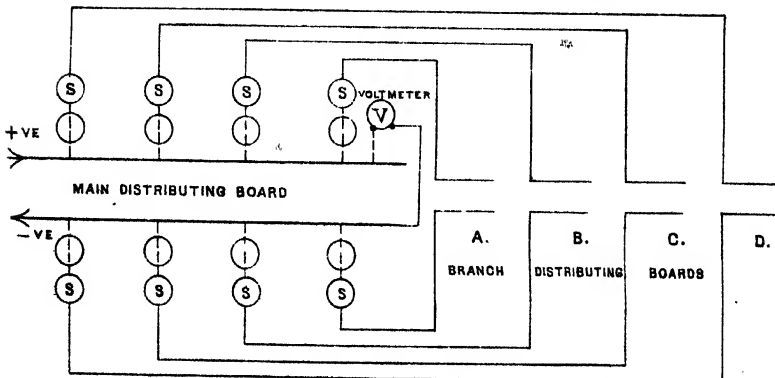 S S S S VOLTMETER
V
+VE
MAIN DISTRIBUTING BOARD
-VE
A. B. C. D.
BRANCH DISTRIBUTING BOARDS
S S S S